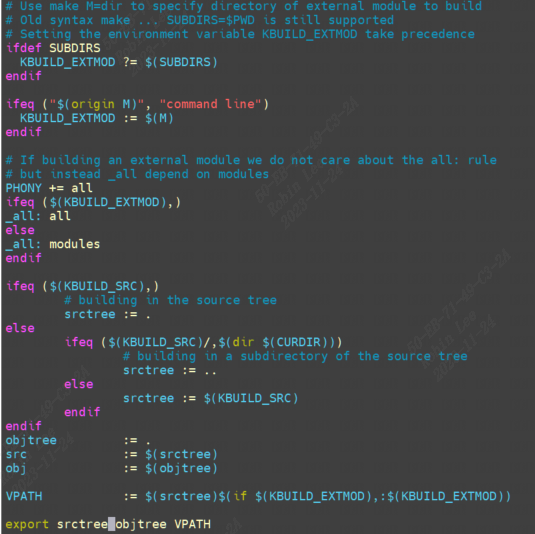 # Use make M=dir to specify directory of external module to build
# Old syntax make ... SUBDIRS=$PWD is still supported
# Setting the environment variable KBUILD_EXTMOD take precedence
ifdef SUBDIRS
  KBUILD_EXTMOD ?= $(SUBDIRS)
endif

ifeq ("$(origin M)", "command line")
  KBUILD_EXTMOD := $(M)
endif

# If building an external module we do not care about the all: rule
# but instead _all depend on modules
PHONY += all
ifeq ($(KBUILD_EXTMOD),)
_all: all
else
_all: modules
endif

ifeq ($(KBUILD_SRC),)
        # building in the source tree
        srctree := .
else
        ifeq ($(KBUILD_SRC)/,$(dir $(CURDIR)))
                # building in a subdirectory of the source tree
                srctree := ..
        else
                srctree := $(KBUILD_SRC)
        endif
endif
objtree         := .
src             := $(srctree)
obj             := $(objtree)

VPATH           := $(srctree)$(if $(KBUILD_EXTMOD),:$(KBUILD_EXTMOD))

export srctree objtree VPATH